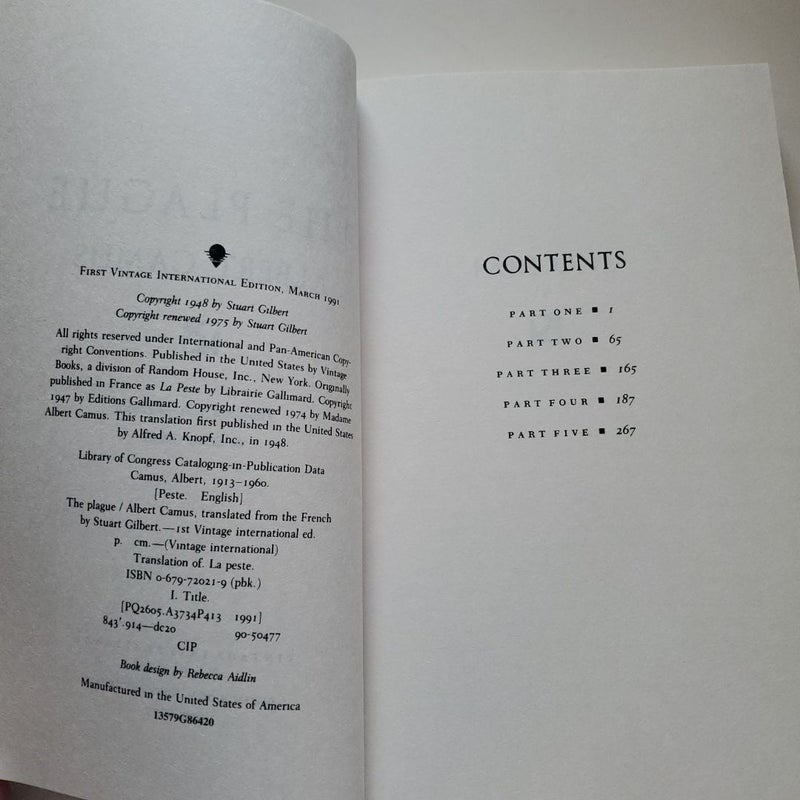 FIRST VINTAGE INTERNATIONAL EDITION, MARCH 1991
Copyright 1948 by Stuart Gilbert
Copyright renewed 1975 by Stuart Gilbert
All rights reserved under International and Pan-American Copy-
right Conventions. Published in the United States by Vintage
Books, a division of Random House, Inc., New York. Originally
published in France as La Peste by Librairie Gallimard. Copyright
1947 by Editions Gallimard. Copyright renewed 1974 by Madame
Albert Camus. This translation first published in the United States
by Alfred A. Knopf, Inc., in 1948.
Library of Congress Cataloging-in-Publication Data
Camus, Albert, 1913–1960.
[Peste. English]
The plague / Albert Camus, translated from the French
by Stuart Gilbert.—1st Vintage international ed.
p. cm.—(Vintage international)
Translation of. La peste.
ISBN 0-679-72021-9 (pbk.)
I. Title.
[PQ2605.A3734P413 1991]
843'.914—dc20 90-50477
CIP
Book design by Rebecca Aidlin
Manufactured in the United States of America
13579G86420
CONTENTS
PART ONE ■ 1
PART TWO ■ 65
PART THREE ■ 165
PART FOUR ■ 187
PART FIVE ■ 267